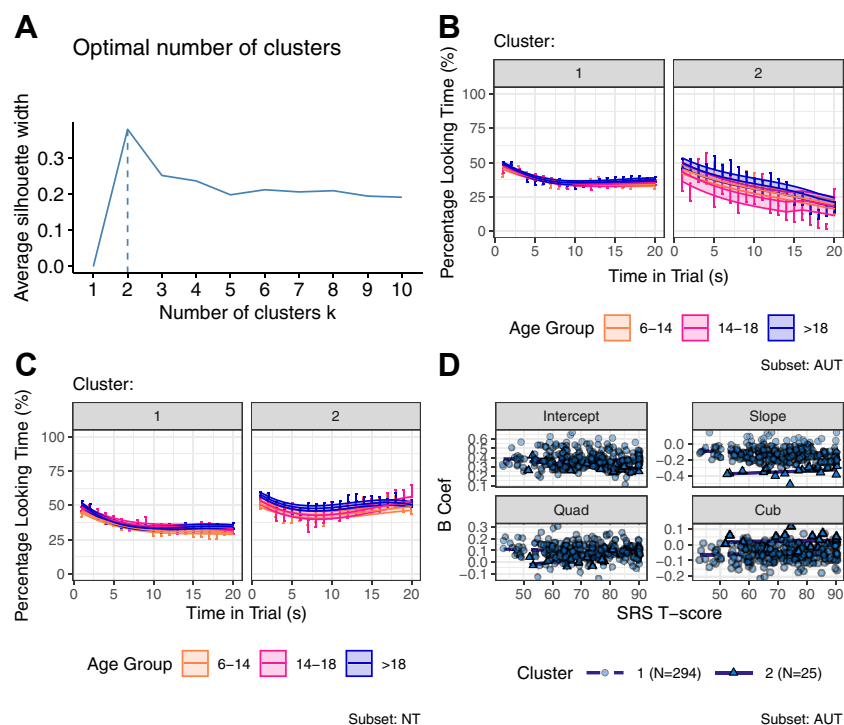 A
Optimal number of clusters
Average silhouette width
0.3
0.2
0.1
0.0
1 2 3 4 5 6 7 8 9 10
Number of clusters k
B
Cluster:
1 2
Percentage Looking Time (%)
100
75
50
25
0
0 5 10 15 20 0 5 10 15 20
Time in Trial (s)
Age Group 6−14 14−18 >18
Subset: AUT
C
Cluster:
1 2
Percentage Looking Time (%)
100
75
50
25
0
0 5 10 15 20 0 5 10 15 20
Time in Trial (s)
Age Group 6−14 14−18 >18
Subset: NT
D
Intercept Slope
B Coef
0.6
0.5
0.4
0.3
0.2
0.1
0.0
−0.2
−0.4
Quad Cub
0.3
0.2
0.1
0.0
−0.1
0.1
0.0
−0.1
−0.2
50 60 70 80 90 50 60 70 80 90
SRS T−score
Cluster 1 (N=294) 2 (N=25)
Subset: AUT